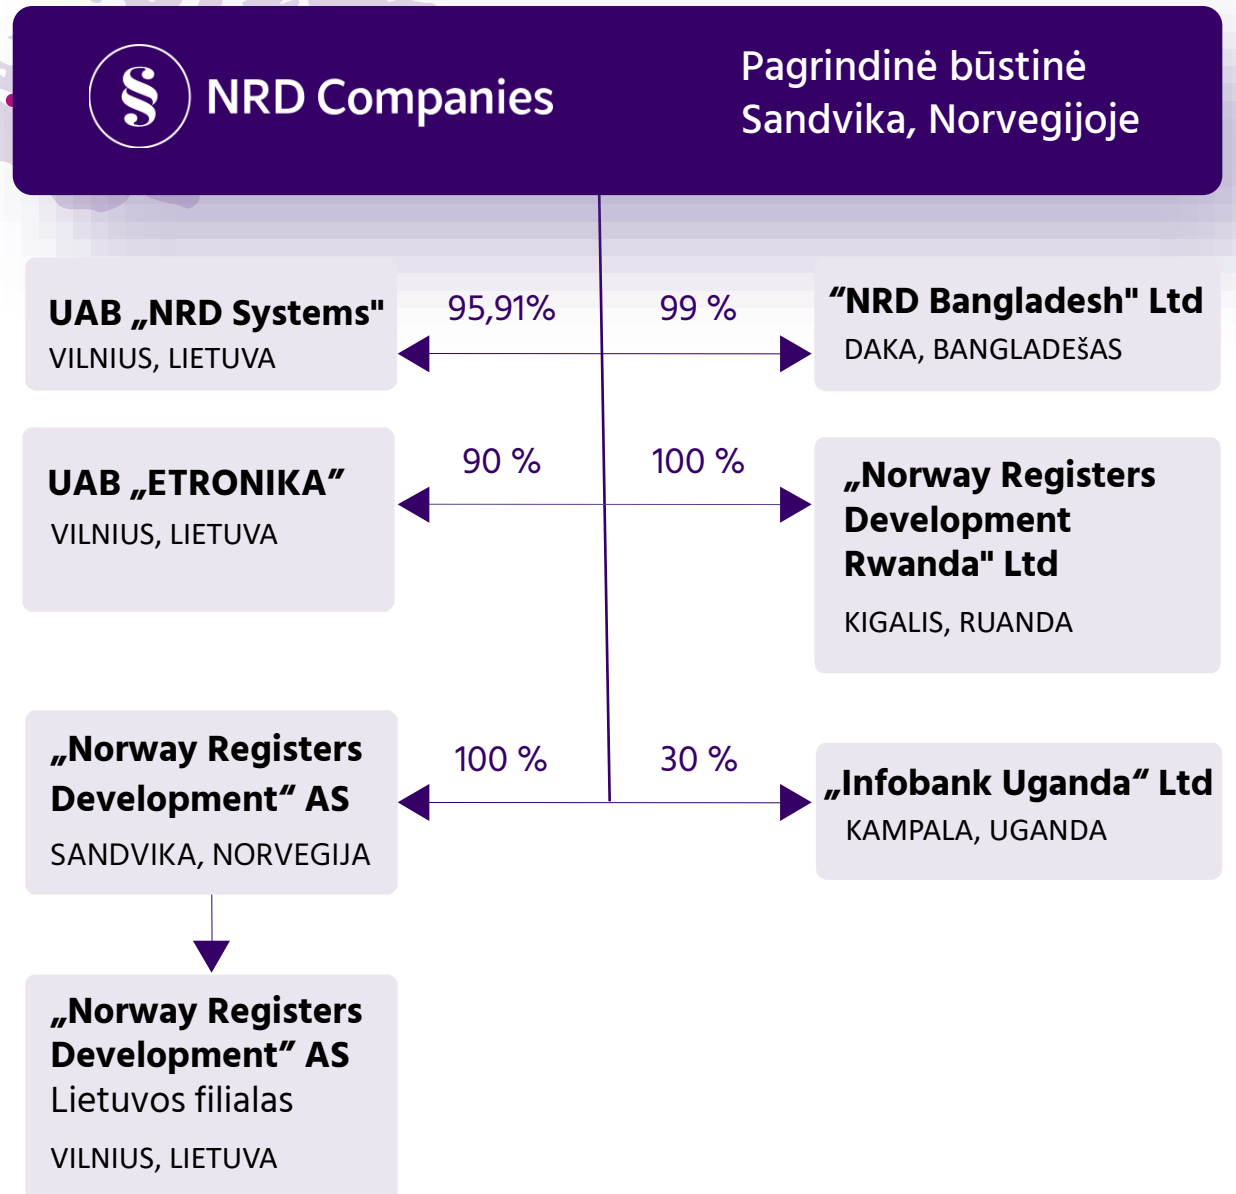 § NRD Companies
Pagrindinė būstinė
Sandvika, Norvegijoje
UAB „NRD Systems"
VILNIUS, LIETUVA
95,91%
99 %
“NRD Bangladesh" Ltd
DAKA, BANGLADEšAS
UAB „ETRONIKA”
VILNIUS, LIETUVA
90 %
100 %
„Norway Registers
Development
Rwanda" Ltd
KIGALIS, RUANDA
„Norway Registers
Development“ AS
SANDVIKA, NORVEGIJA
100 %
30 %
„Infobank Uganda“ Ltd
KAMPALA, UGANDA
„Norway Registers
Development” AS
Lietuvos filialas
VILNIUS, LIETUVA